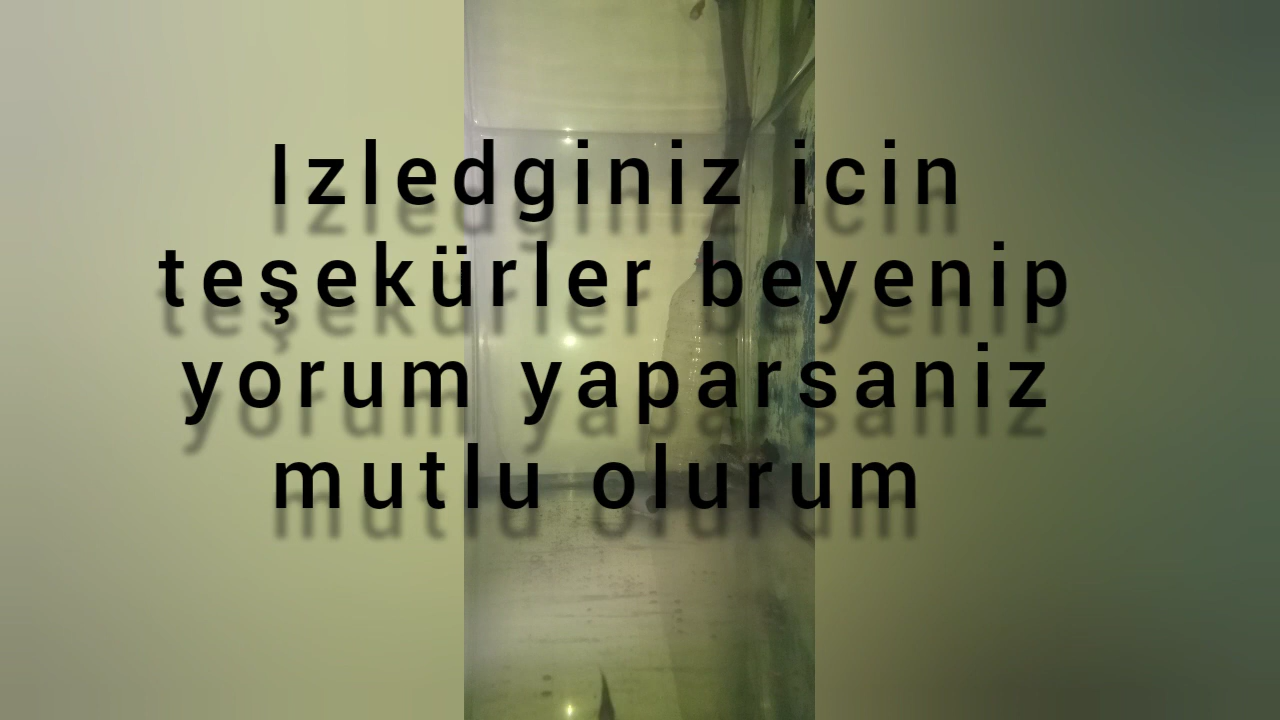 Izledginiz icin
teşekürler beyenip
yorum yaparsaniz
mutlu olurum